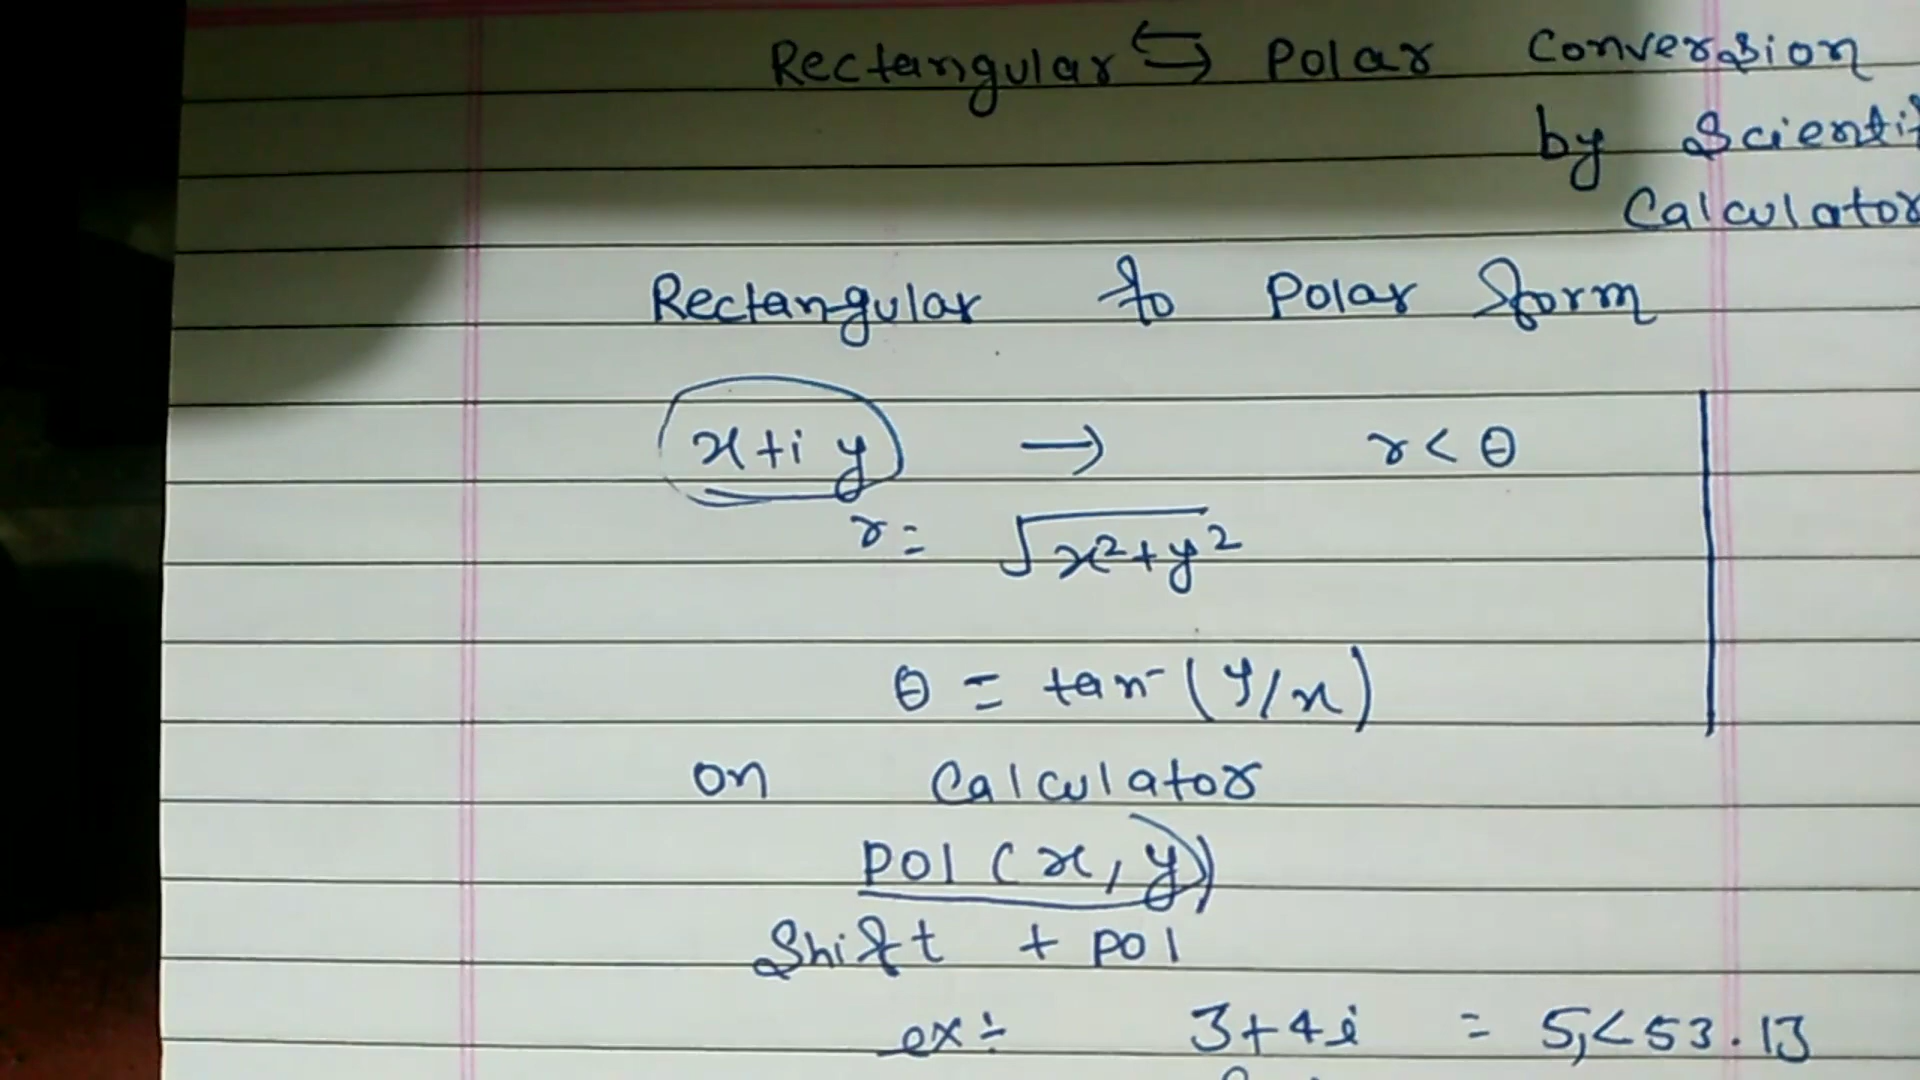 Rectangular ⇆ Polar Conversion
by Scientif
Calculator
Rectangular to Polar form
x+iy → r<θ
r= √x²+y²
θ = tan⁻(y/x)
on Calculator
Pol(x,y)
Shift + pol
ex÷ 3+4i = 5,<53.13